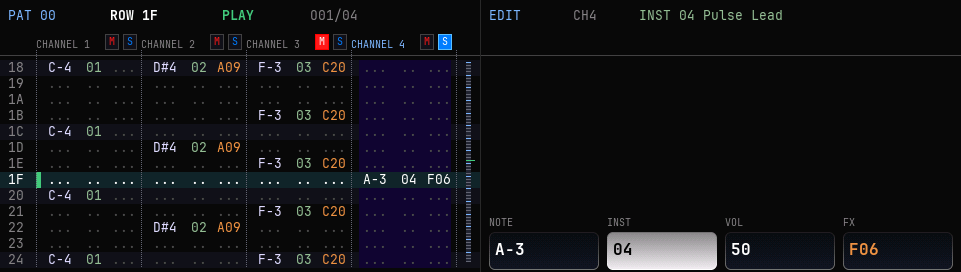 PAT 00 ROW 1F PLAY 001/04 EDIT CH4 INST 04 Pulse Lead
CHANNEL 1 M S CHANNEL 2 M S CHANNEL 3 M S CHANNEL 4 M S
18 C-4 01 ... D#4 02 A09 F-3 03 C20 ... .. ...
19 ... .. ... ... .. ... ... .. ... ... .. ...
1A ... .. ... ... .. ... ... .. ... ... .. ...
1B ... .. ... ... .. ... F-3 03 C20 ... .. ...
1C C-4 01 ... ... .. ... ... .. ... ... .. ...
1D ... .. ... D#4 02 A09 ... .. ... ... .. ...
1E ... .. ... ... .. ... F-3 03 C20 ... .. ...
1F ... .. ... ... .. ... ... .. ... A-3 04 F06
20 C-4 01 ... ... .. ... ... .. ... ... .. ...
21 ... .. ... ... .. ... F-3 03 C20 ... .. ...
22 ... .. ... D#4 02 A09 ... .. ... ... .. ...
23 ... .. ... ... .. ... ... .. ... ... .. ...
24 C-4 01 ... ... .. ... F-3 03 C20 ... .. ...
NOTE INST VOL FX
A-3 04 50 F06